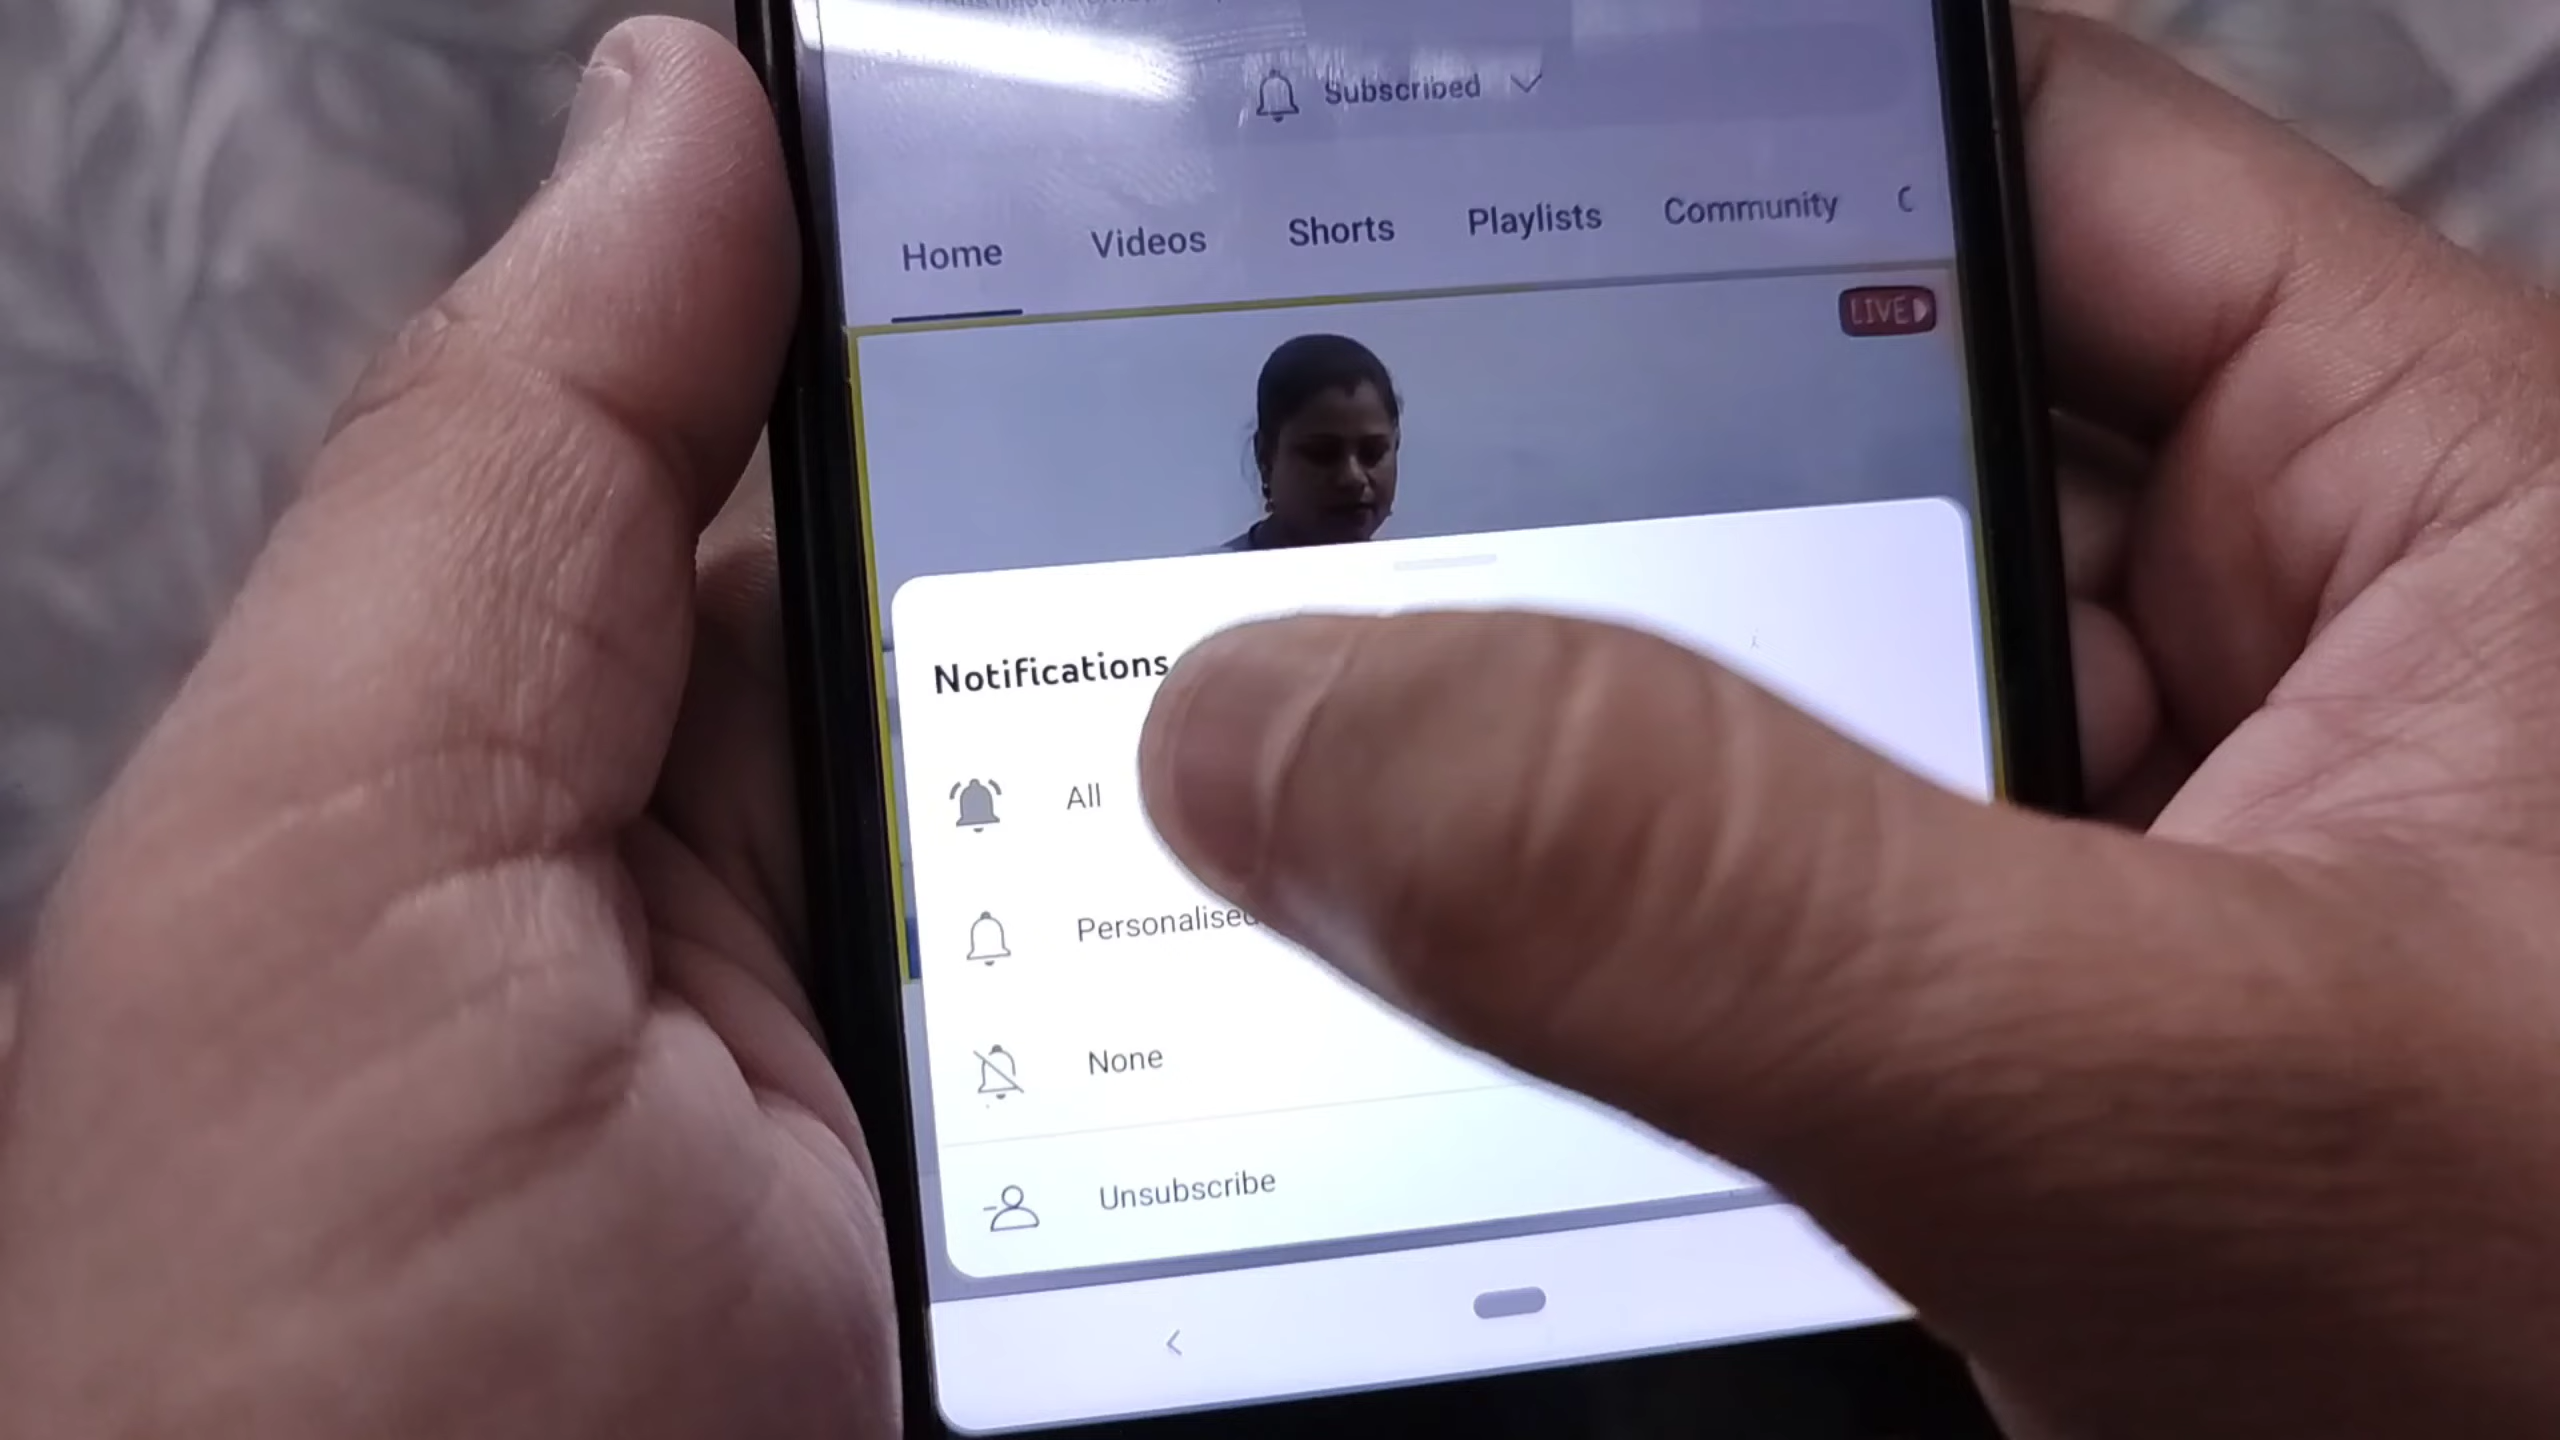 Subscribed
Home Videos Shorts Playlists Community C
LIVE
Notifications
All
Personalised
None
Unsubscribe